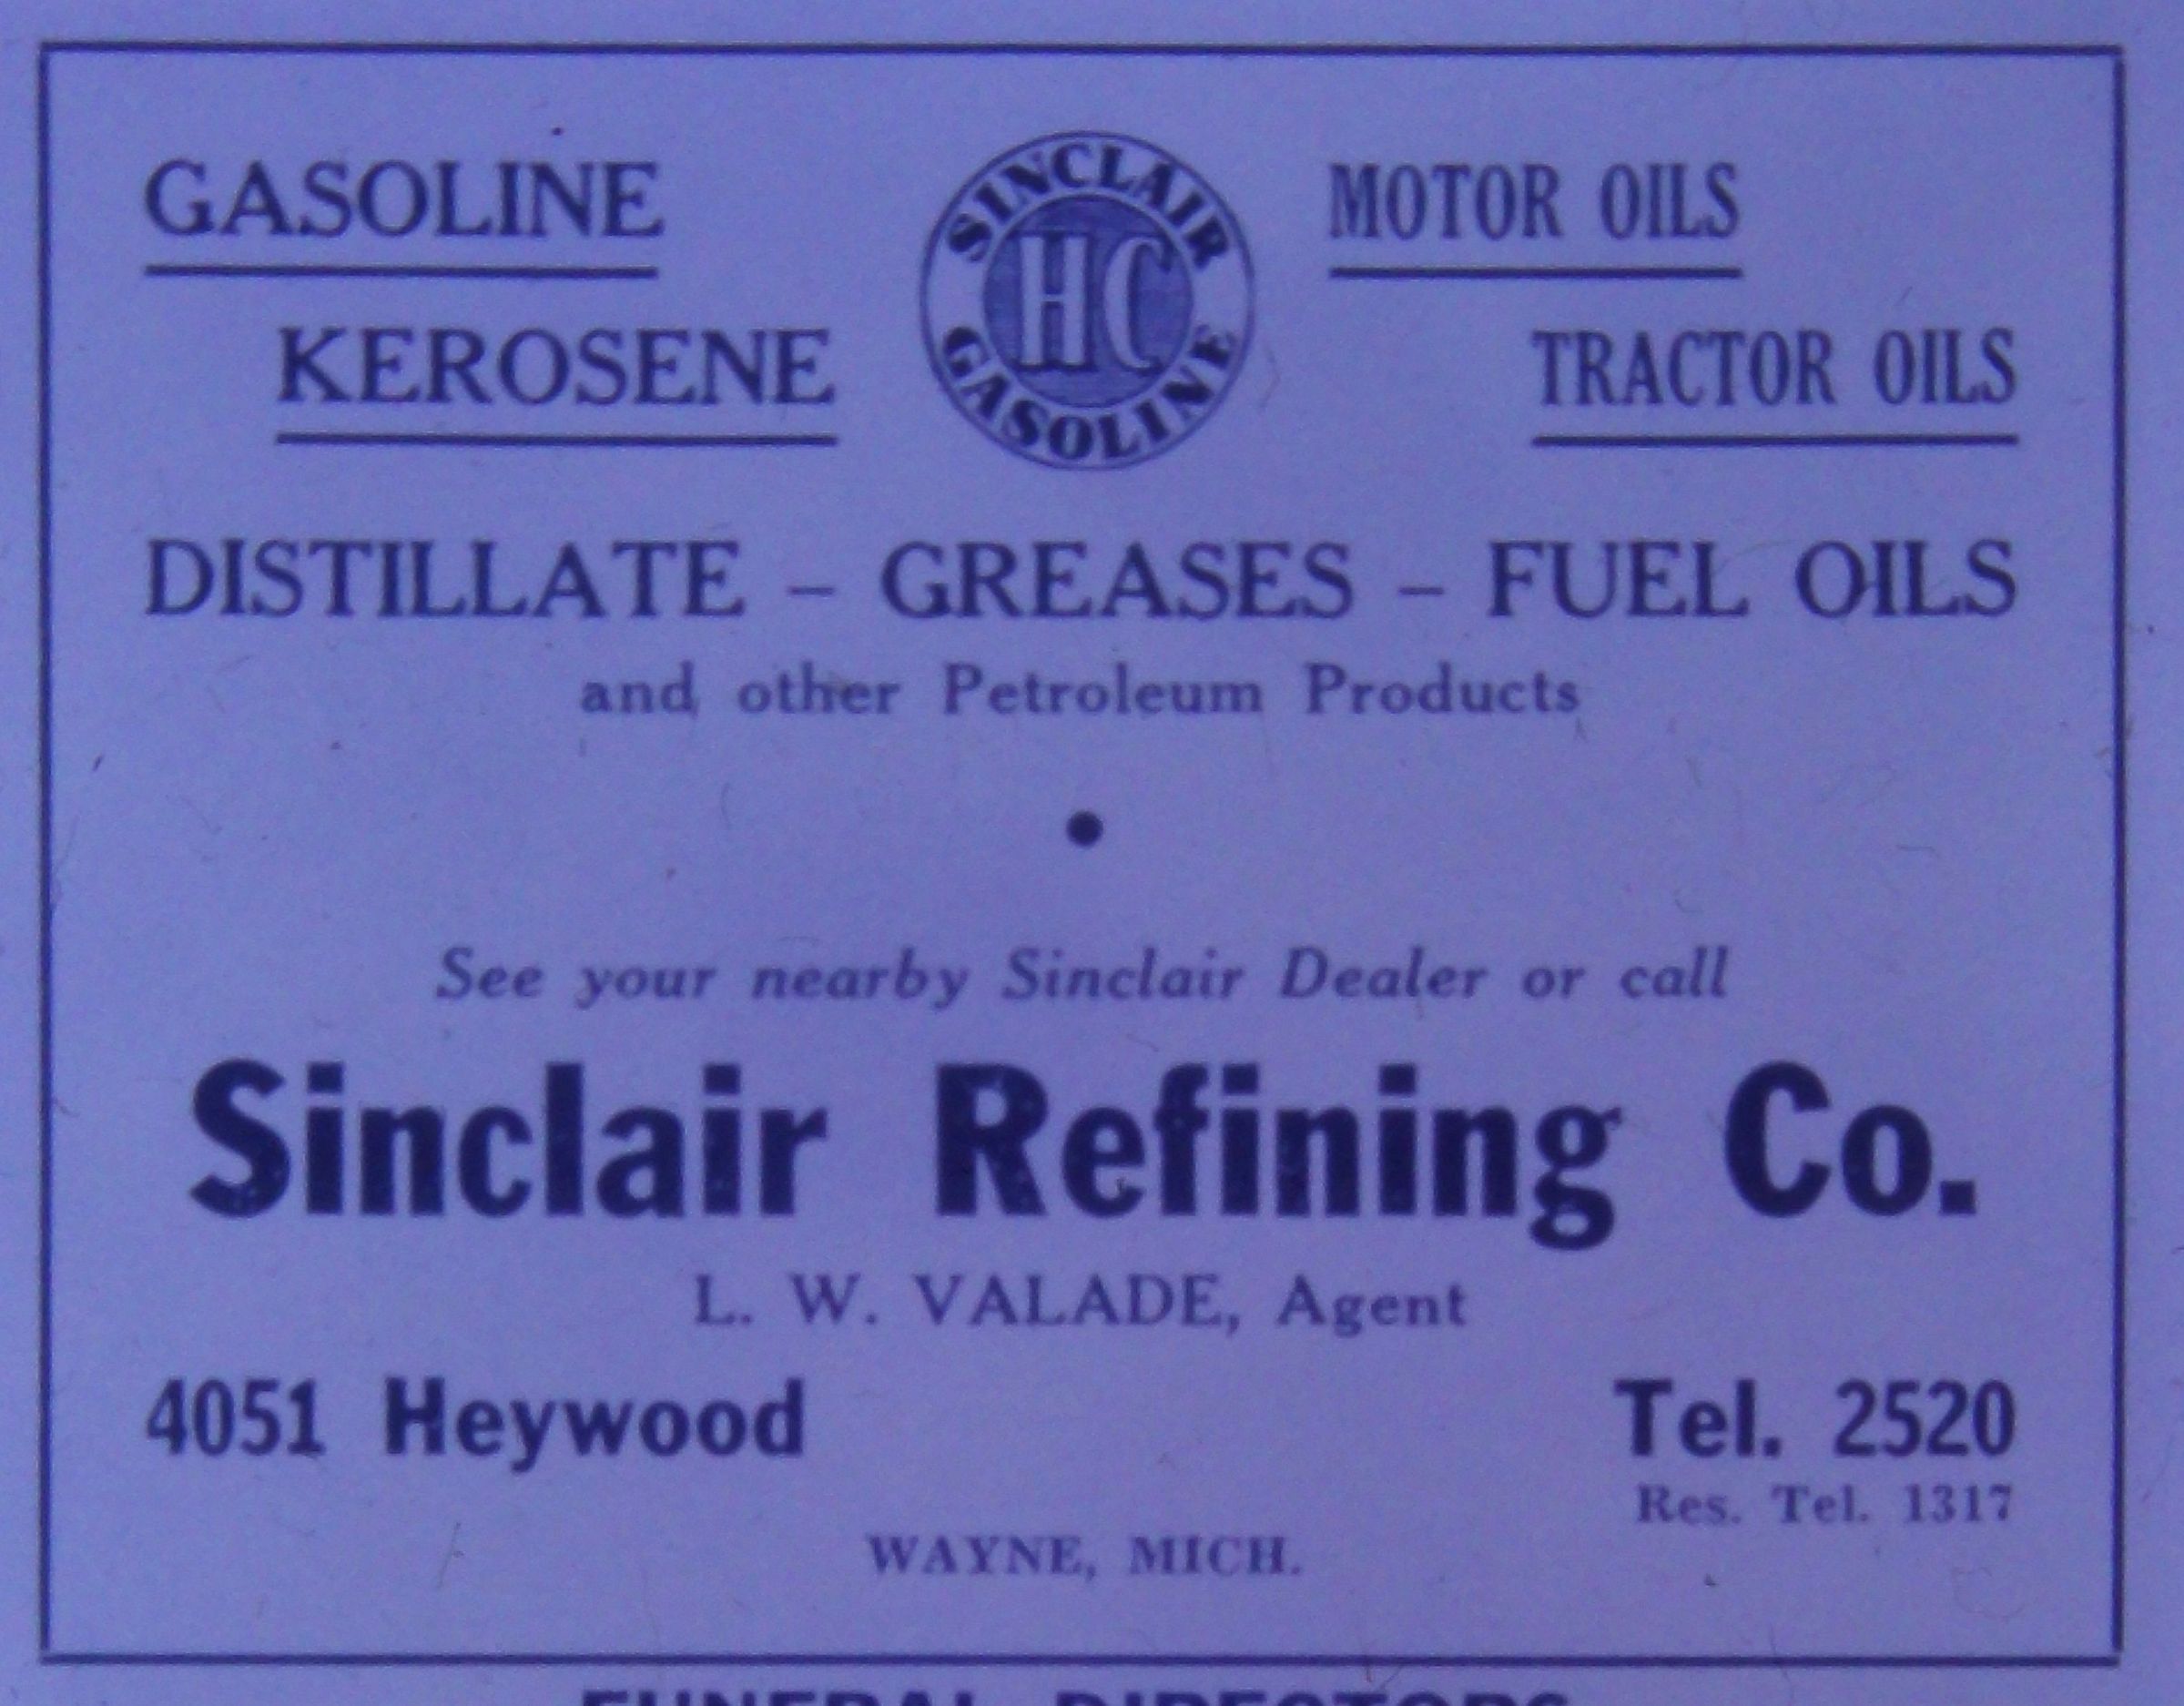 GASOLINE
KEROSENE
SINCLAIR
HC
GASOLINE
MOTOR OILS
TRACTOR OILS
DISTILLATE – GREASES – FUEL OILS
and other Petroleum Products
•
See your nearby Sinclair Dealer or call
Sinclair Refining Co.
L. W. VALADE, Agent
4051 Heywood
Tel. 2520
Res. Tel. 1317
WAYNE, MICH.
FUNERAL DIRECTORS